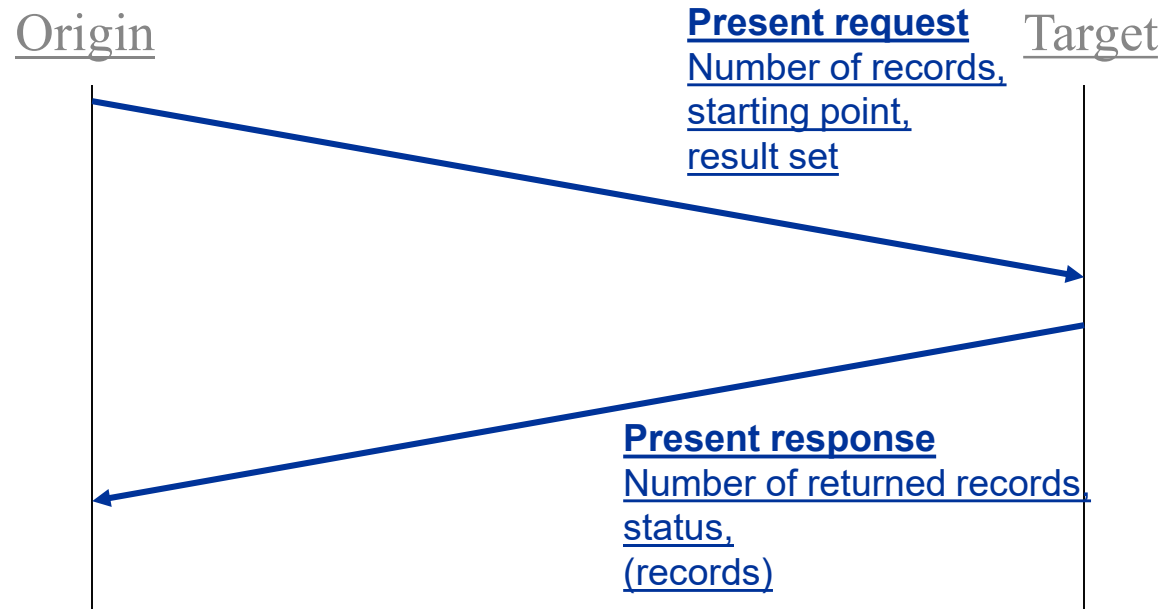 Origin
Target
Present request
Number of records,
starting point,
result set
Present response
Number of returned records,
status,
(records)